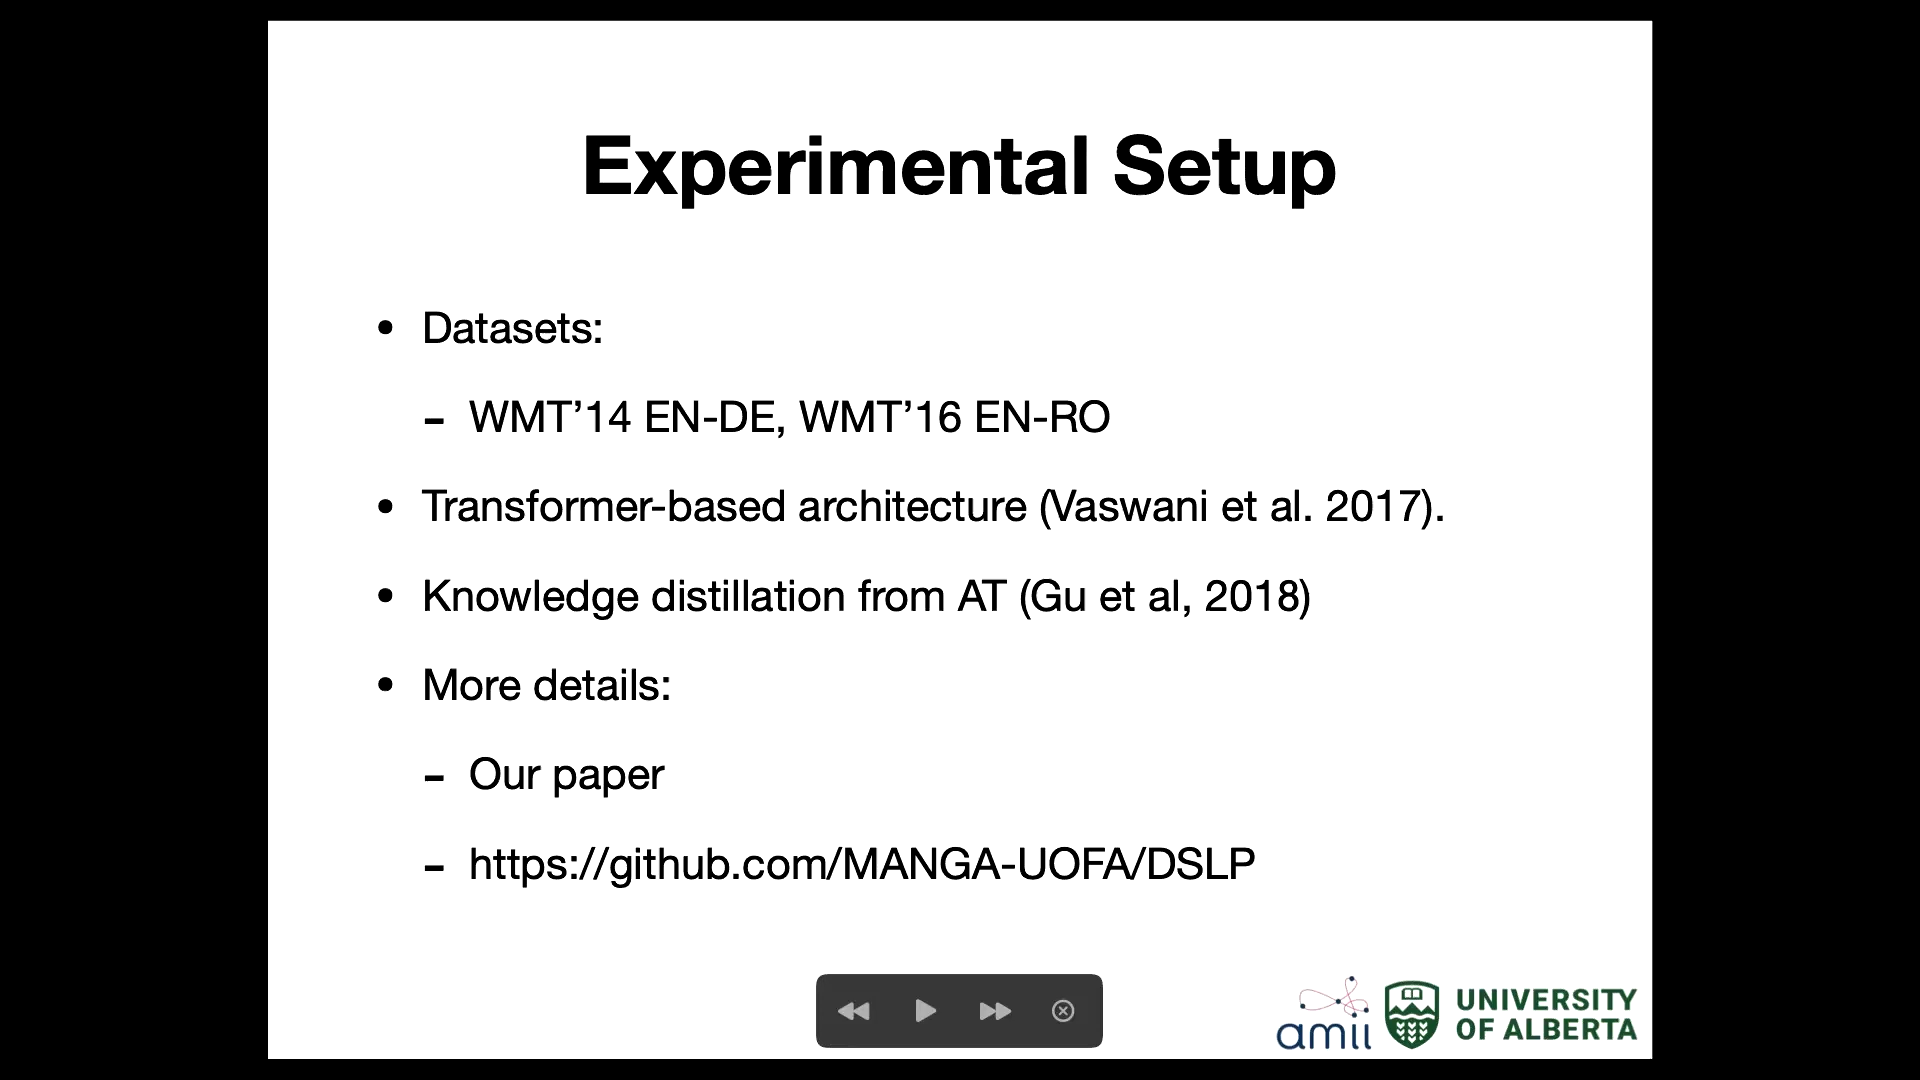 Experimental Setup
• Datasets:
- WMT’14 EN-DE, WMT’16 EN-RO
• Transformer-based architecture (Vaswani et al. 2017).
• Knowledge distillation from AT (Gu et al, 2018)
• More details:
- Our paper
- https://github.com/MANGA-UOFA/DSLP
amii
UNIVERSITY
OF ALBERTA